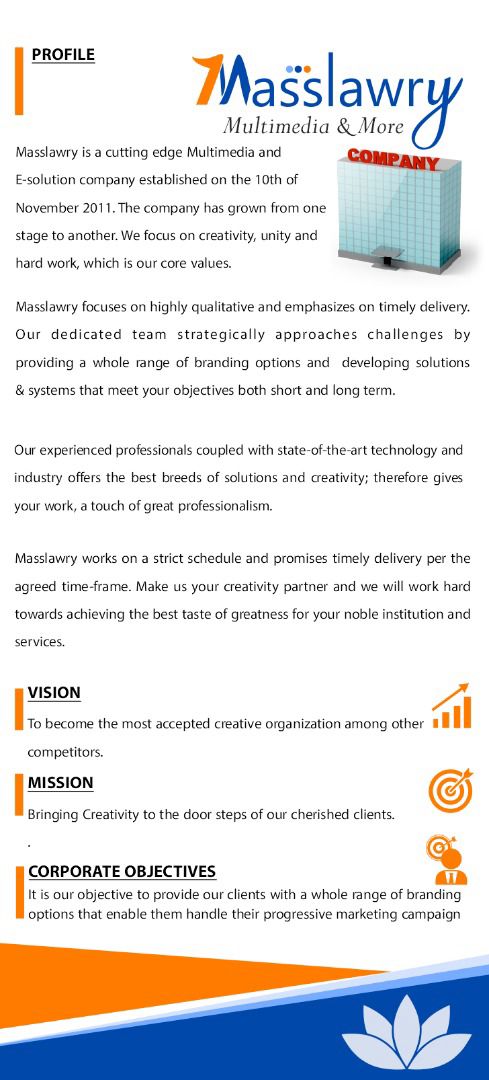 PROFILE
Masslawry
Multimedia & More
COMPANY
Masslawry is a cutting edge Multimedia and
E-solution company established on the 10th of
November 2011. The company has grown from one
stage to another. We focus on creativity, unity and
hard work, which is our core values.
Masslawry focuses on highly qualitative and emphasizes on timely delivery.
Our dedicated team strategically approaches challenges by
providing a whole range of branding options and developing solutions
& systems that meet your objectives both short and long term.
Our experienced professionals coupled with state-of-the-art technology and
industry offers the best breeds of solutions and creativity; therefore gives
your work, a touch of great professionalism.
Masslawry works on a strict schedule and promises timely delivery per the
agreed time-frame. Make us your creativity partner and we will work hard
towards achieving the best taste of greatness for your noble institution and
services.
VISION
To become the most accepted creative organization among other
competitors.
MISSION
Bringing Creativity to the door steps of our cherished clients.
.
CORPORATE OBJECTIVES
It is our objective to provide our clients with a whole range of branding
options that enable them handle their progressive marketing campaign